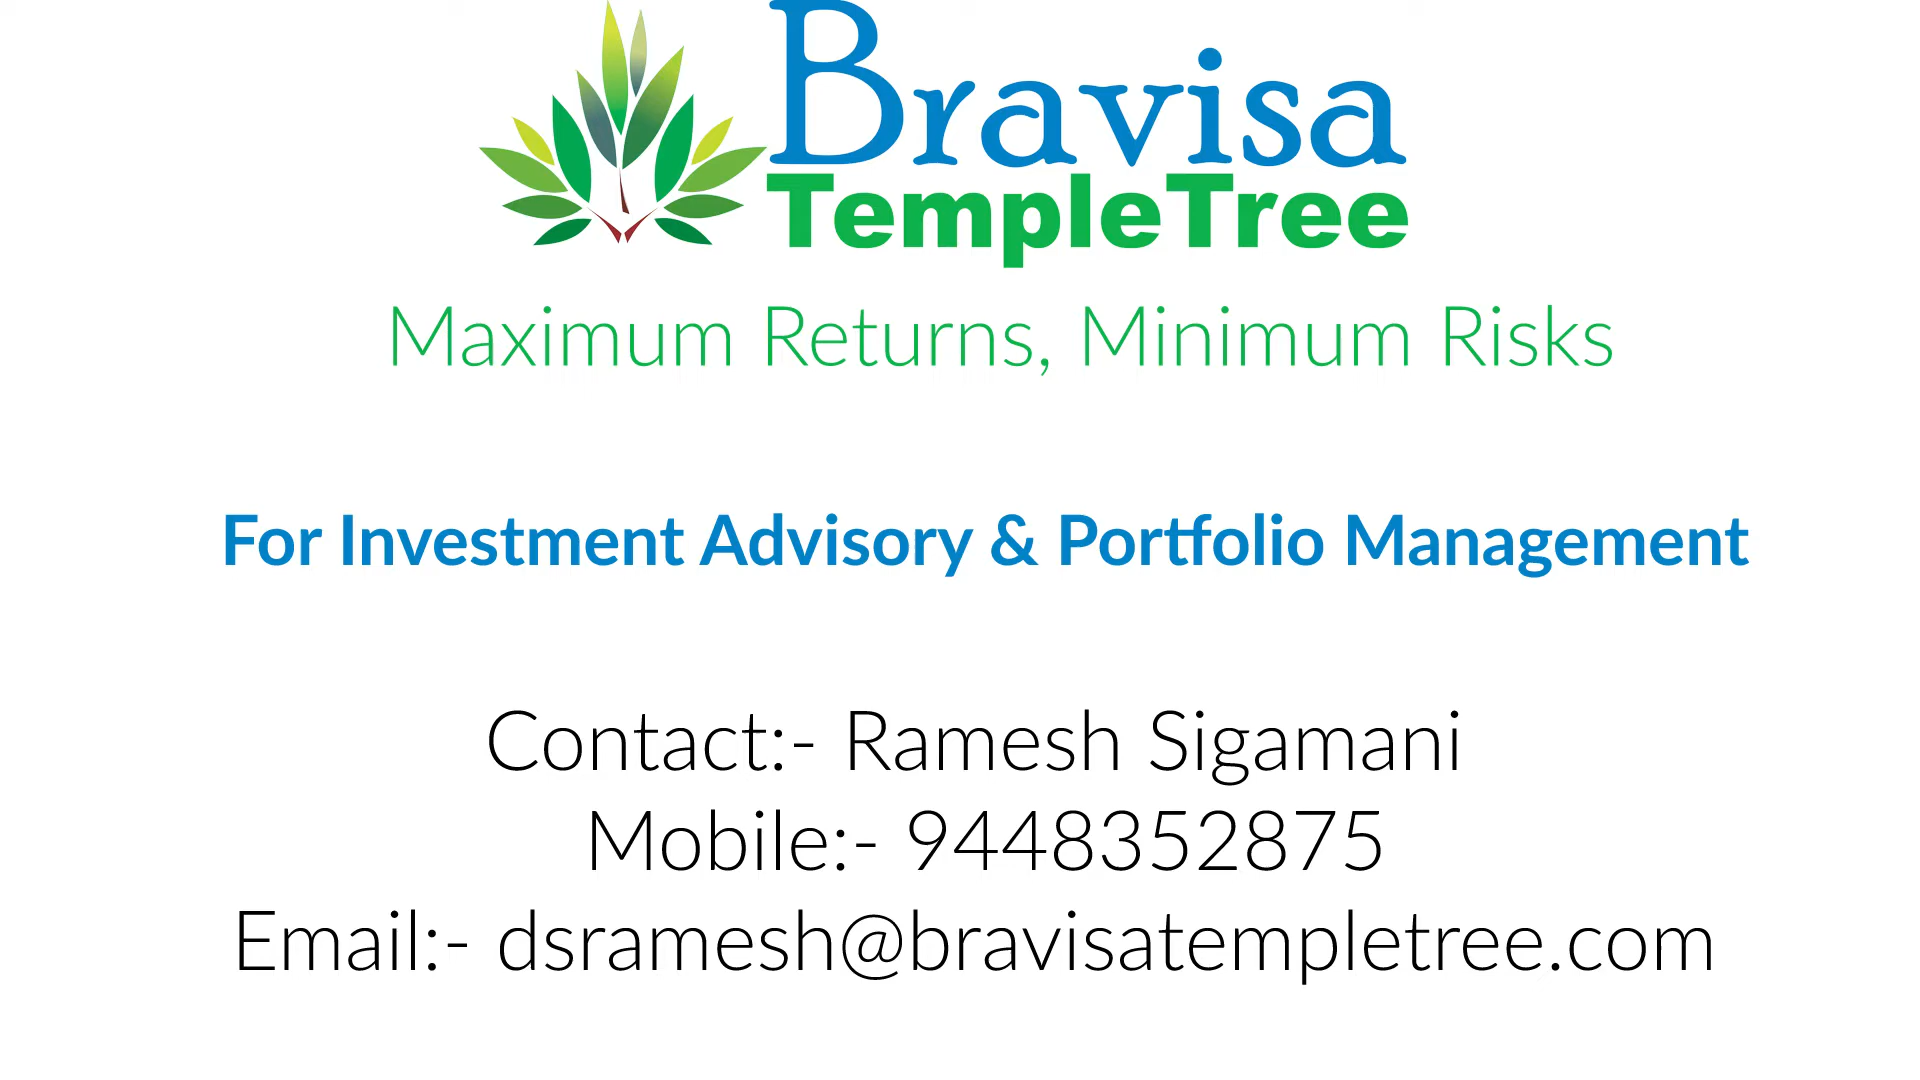 Bravisa
TempleTree
Maximum Returns, Minimum Risks
For Investment Advisory & Portfolio Management
Contact:- Ramesh Sigamani
Mobile:- 9448352875
Email:- dsramesh@bravisatempletree.com